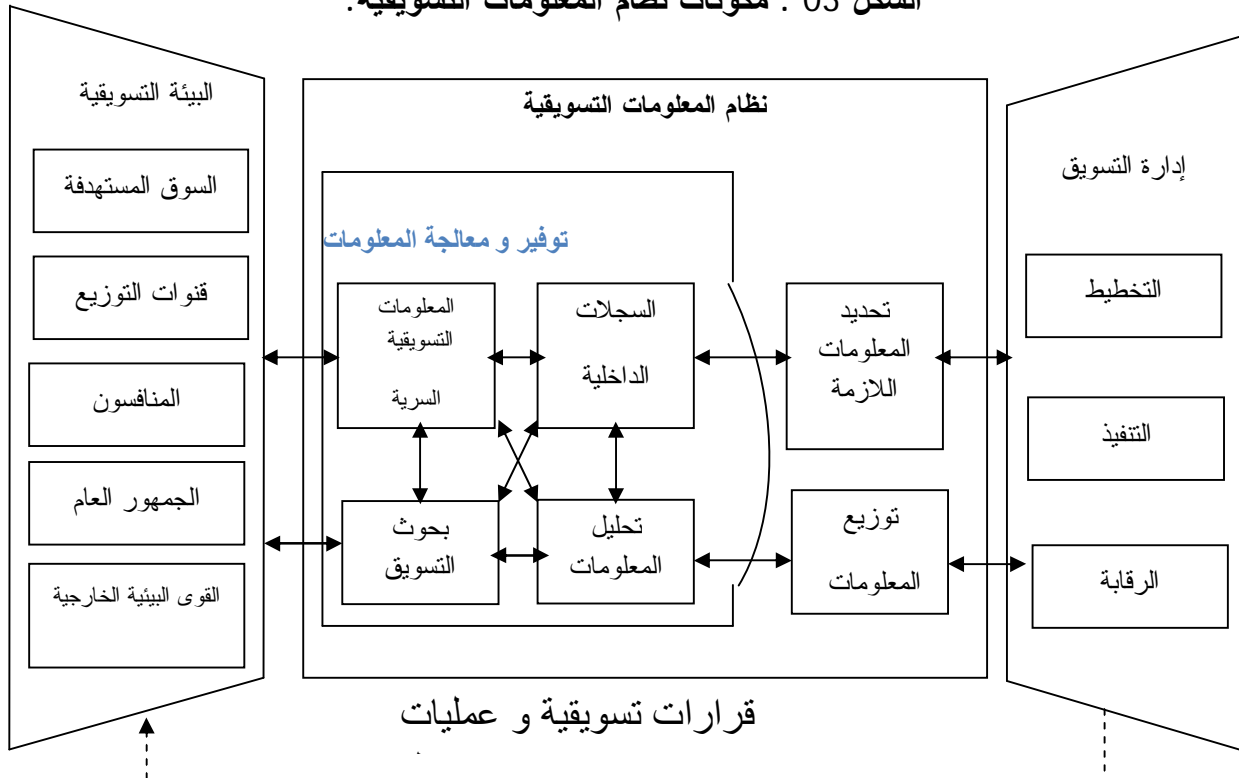 الشكل 03 : مكونات نظام المعلومات التسويقية.
البيئة التسويقية
السوق المستهدفة
قنوات التوزيع
المنافسون
الجمهور العام
القوى البيئية الخارجية
نظام المعلومات التسويقية
توفير و معالجة المعلومات
المعلومات
التسويقية
السرية
السجلات
الداخلية
بحوث
التسويق
تحليل
المعلومات
تحديد
المعلومات
اللازمة
توزيع
المعلومات
إدارة التسويق
التخطيط
التنفيذ
الرقابة
قرارات تسويقية و عمليات